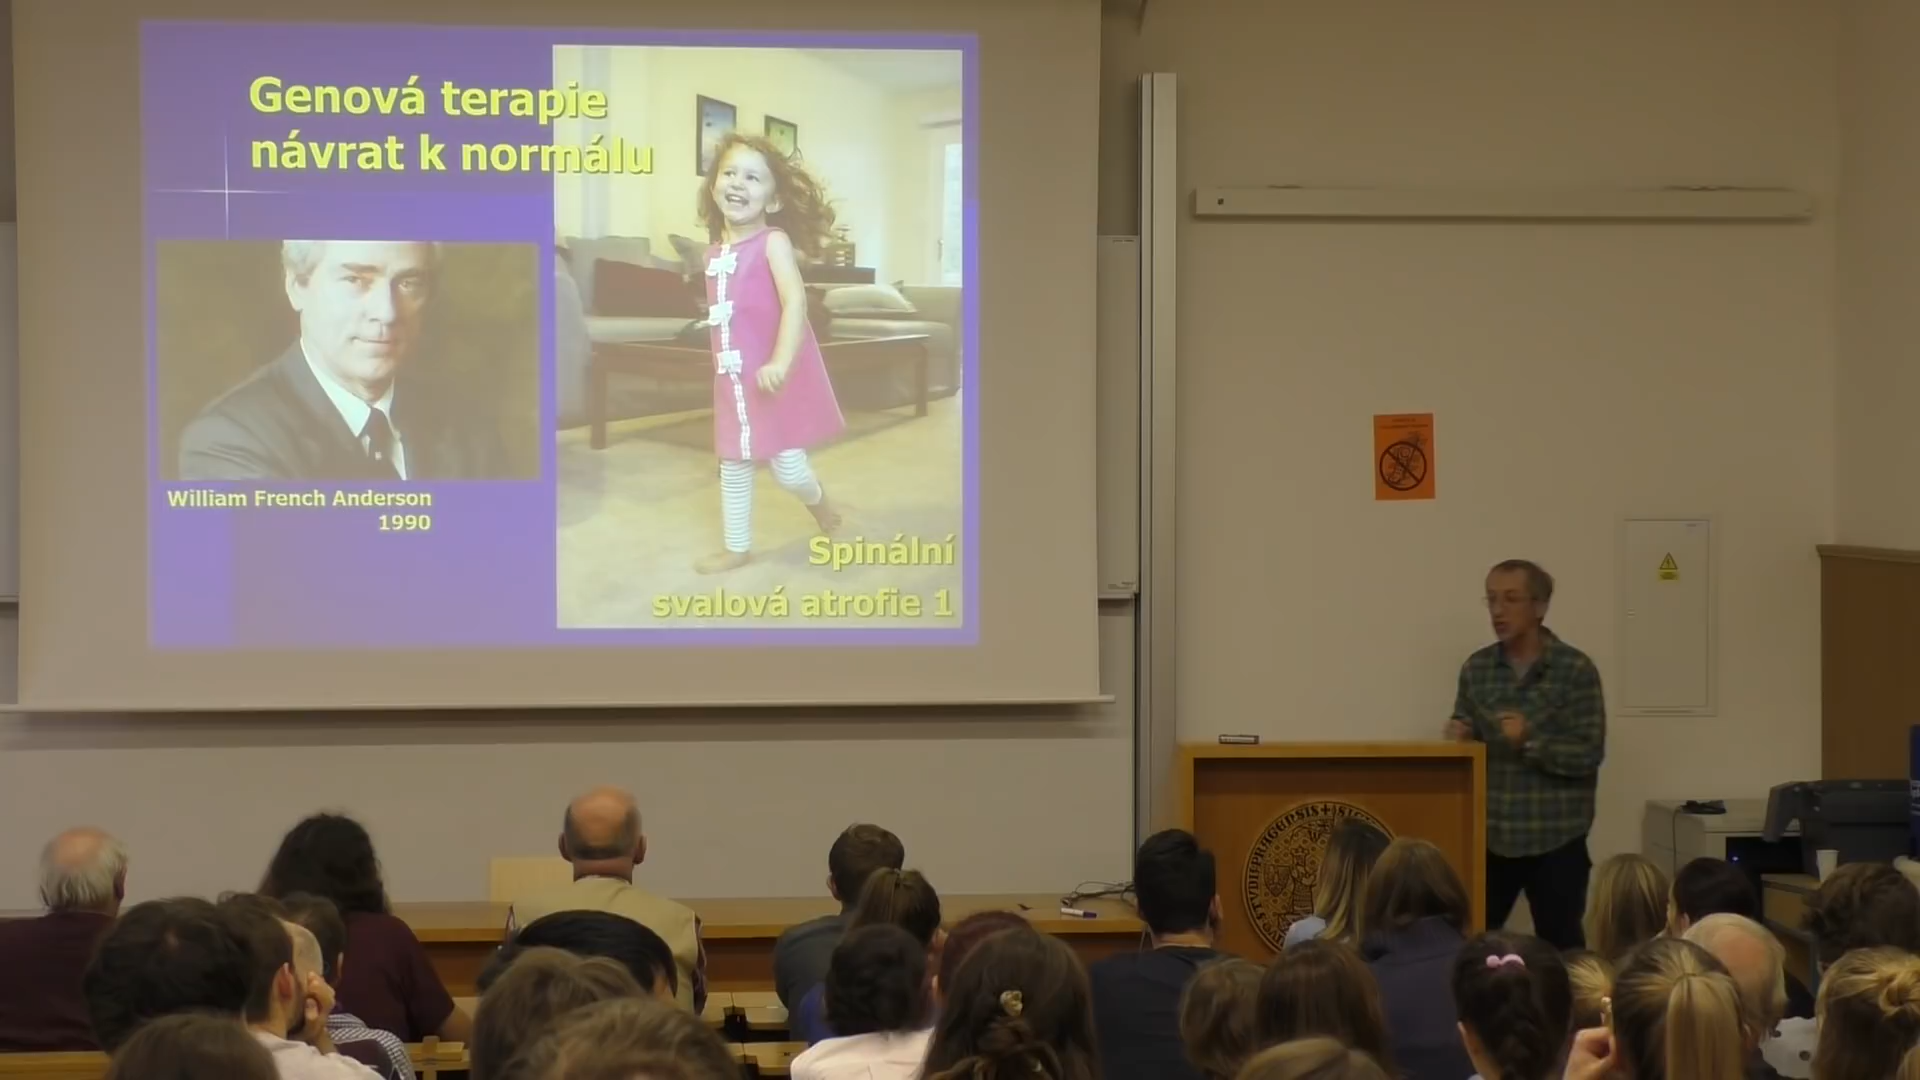 Genová terapie
návrat k normálu
William French Anderson
1990
Spinální
svalová atrofie 1